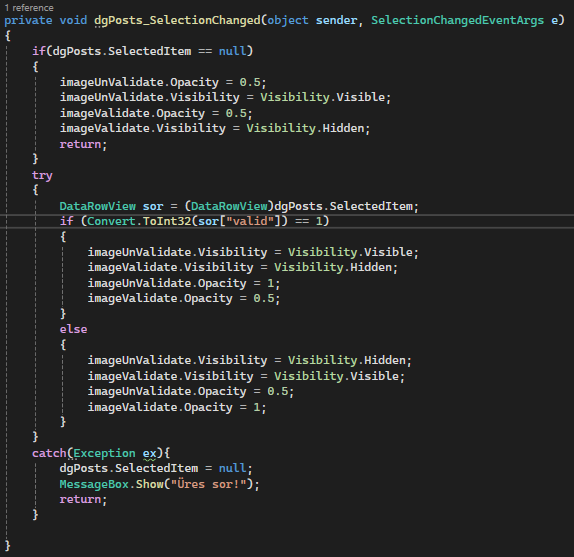 1 reference
private void dgPosts_SelectionChanged(object sender, SelectionChangedEventArgs e)
{
if(dgPosts.SelectedItem == null)
{
imageUnValidate.Opacity = 0.5;
imageUnValidate.Visibility = Visibility.Visible;
imageValidate.Opacity = 0.5;
imageValidate.Visibility = Visibility.Hidden;
return;
}
try
{
DataRowView sor = (DataRowView)dgPosts.SelectedItem;
if (Convert.ToInt32(sor["valid"]) == 1)
{
imageUnValidate.Visibility = Visibility.Visible;
imageValidate.Visibility = Visibility.Hidden;
imageUnValidate.Opacity = 1;
imageValidate.Opacity = 0.5;
}
else
{
imageUnValidate.Visibility = Visibility.Hidden;
imageValidate.Visibility = Visibility.Visible;
imageUnValidate.Opacity = 0.5;
imageValidate.Opacity = 1;
}
}
catch(Exception ex){
dgPosts.SelectedItem = null;
MessageBox.Show("Üres sor!");
return;
}
}